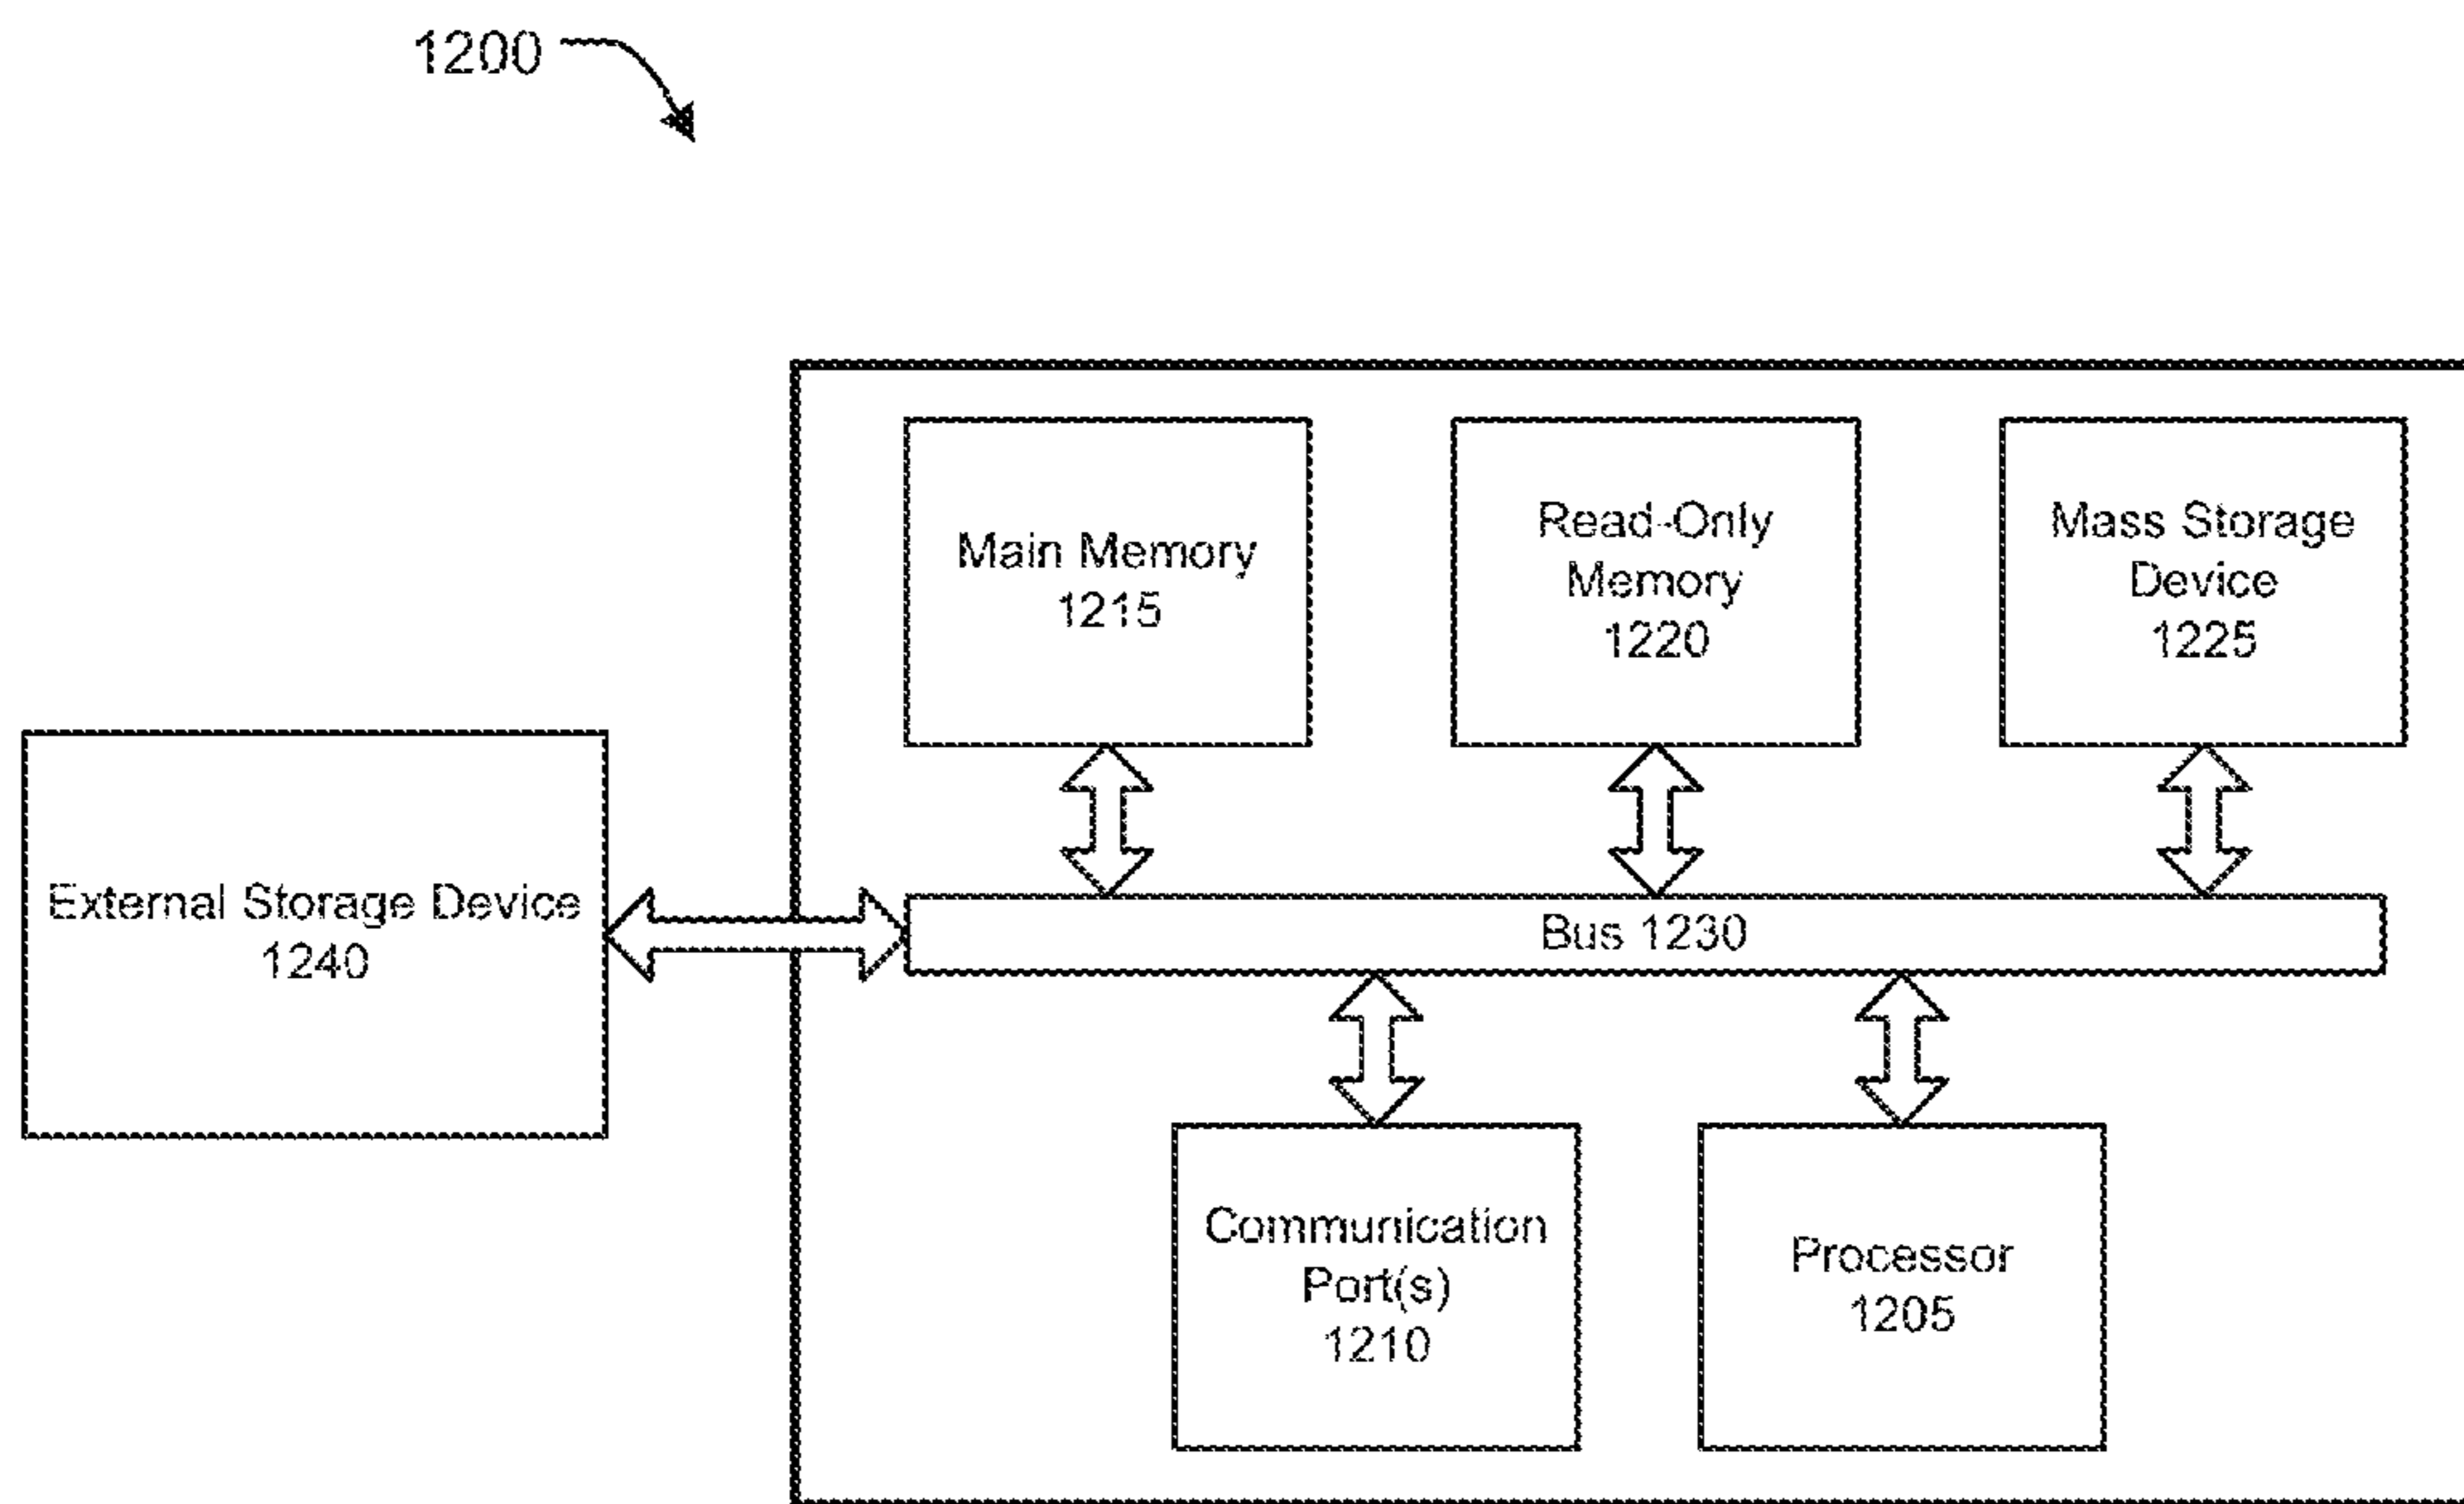 1200
Main Memory
1215
Read-Only
Memory
1220
Mass Storage
Device
1225
External Storage Device
1240
Bus 1230
Communication
Port(s)
1210
Processor
1205